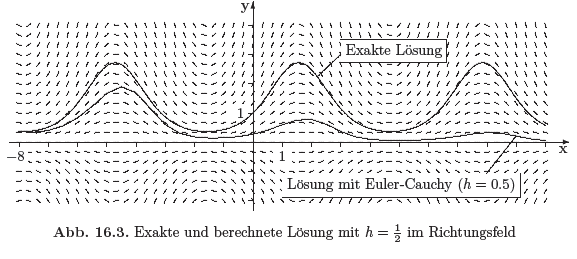 y
Exakte Lösung
1
x
−8
1
Lösung mit Euler-Cauchy (h = 0.5)
Abb. 16.3. Exakte und berechnete Lösung mit h = 1/2 im Richtungsfeld